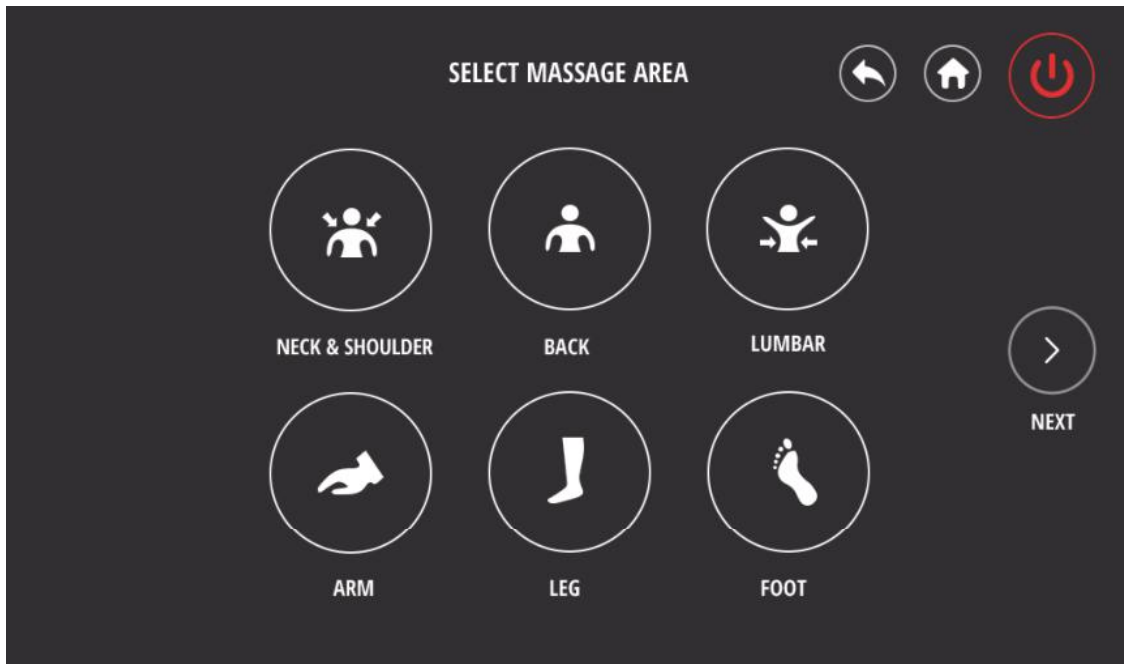 SELECT MASSAGE AREA
NECK & SHOULDER
BACK
LUMBAR
NEXT
ARM
LEG
FOOT